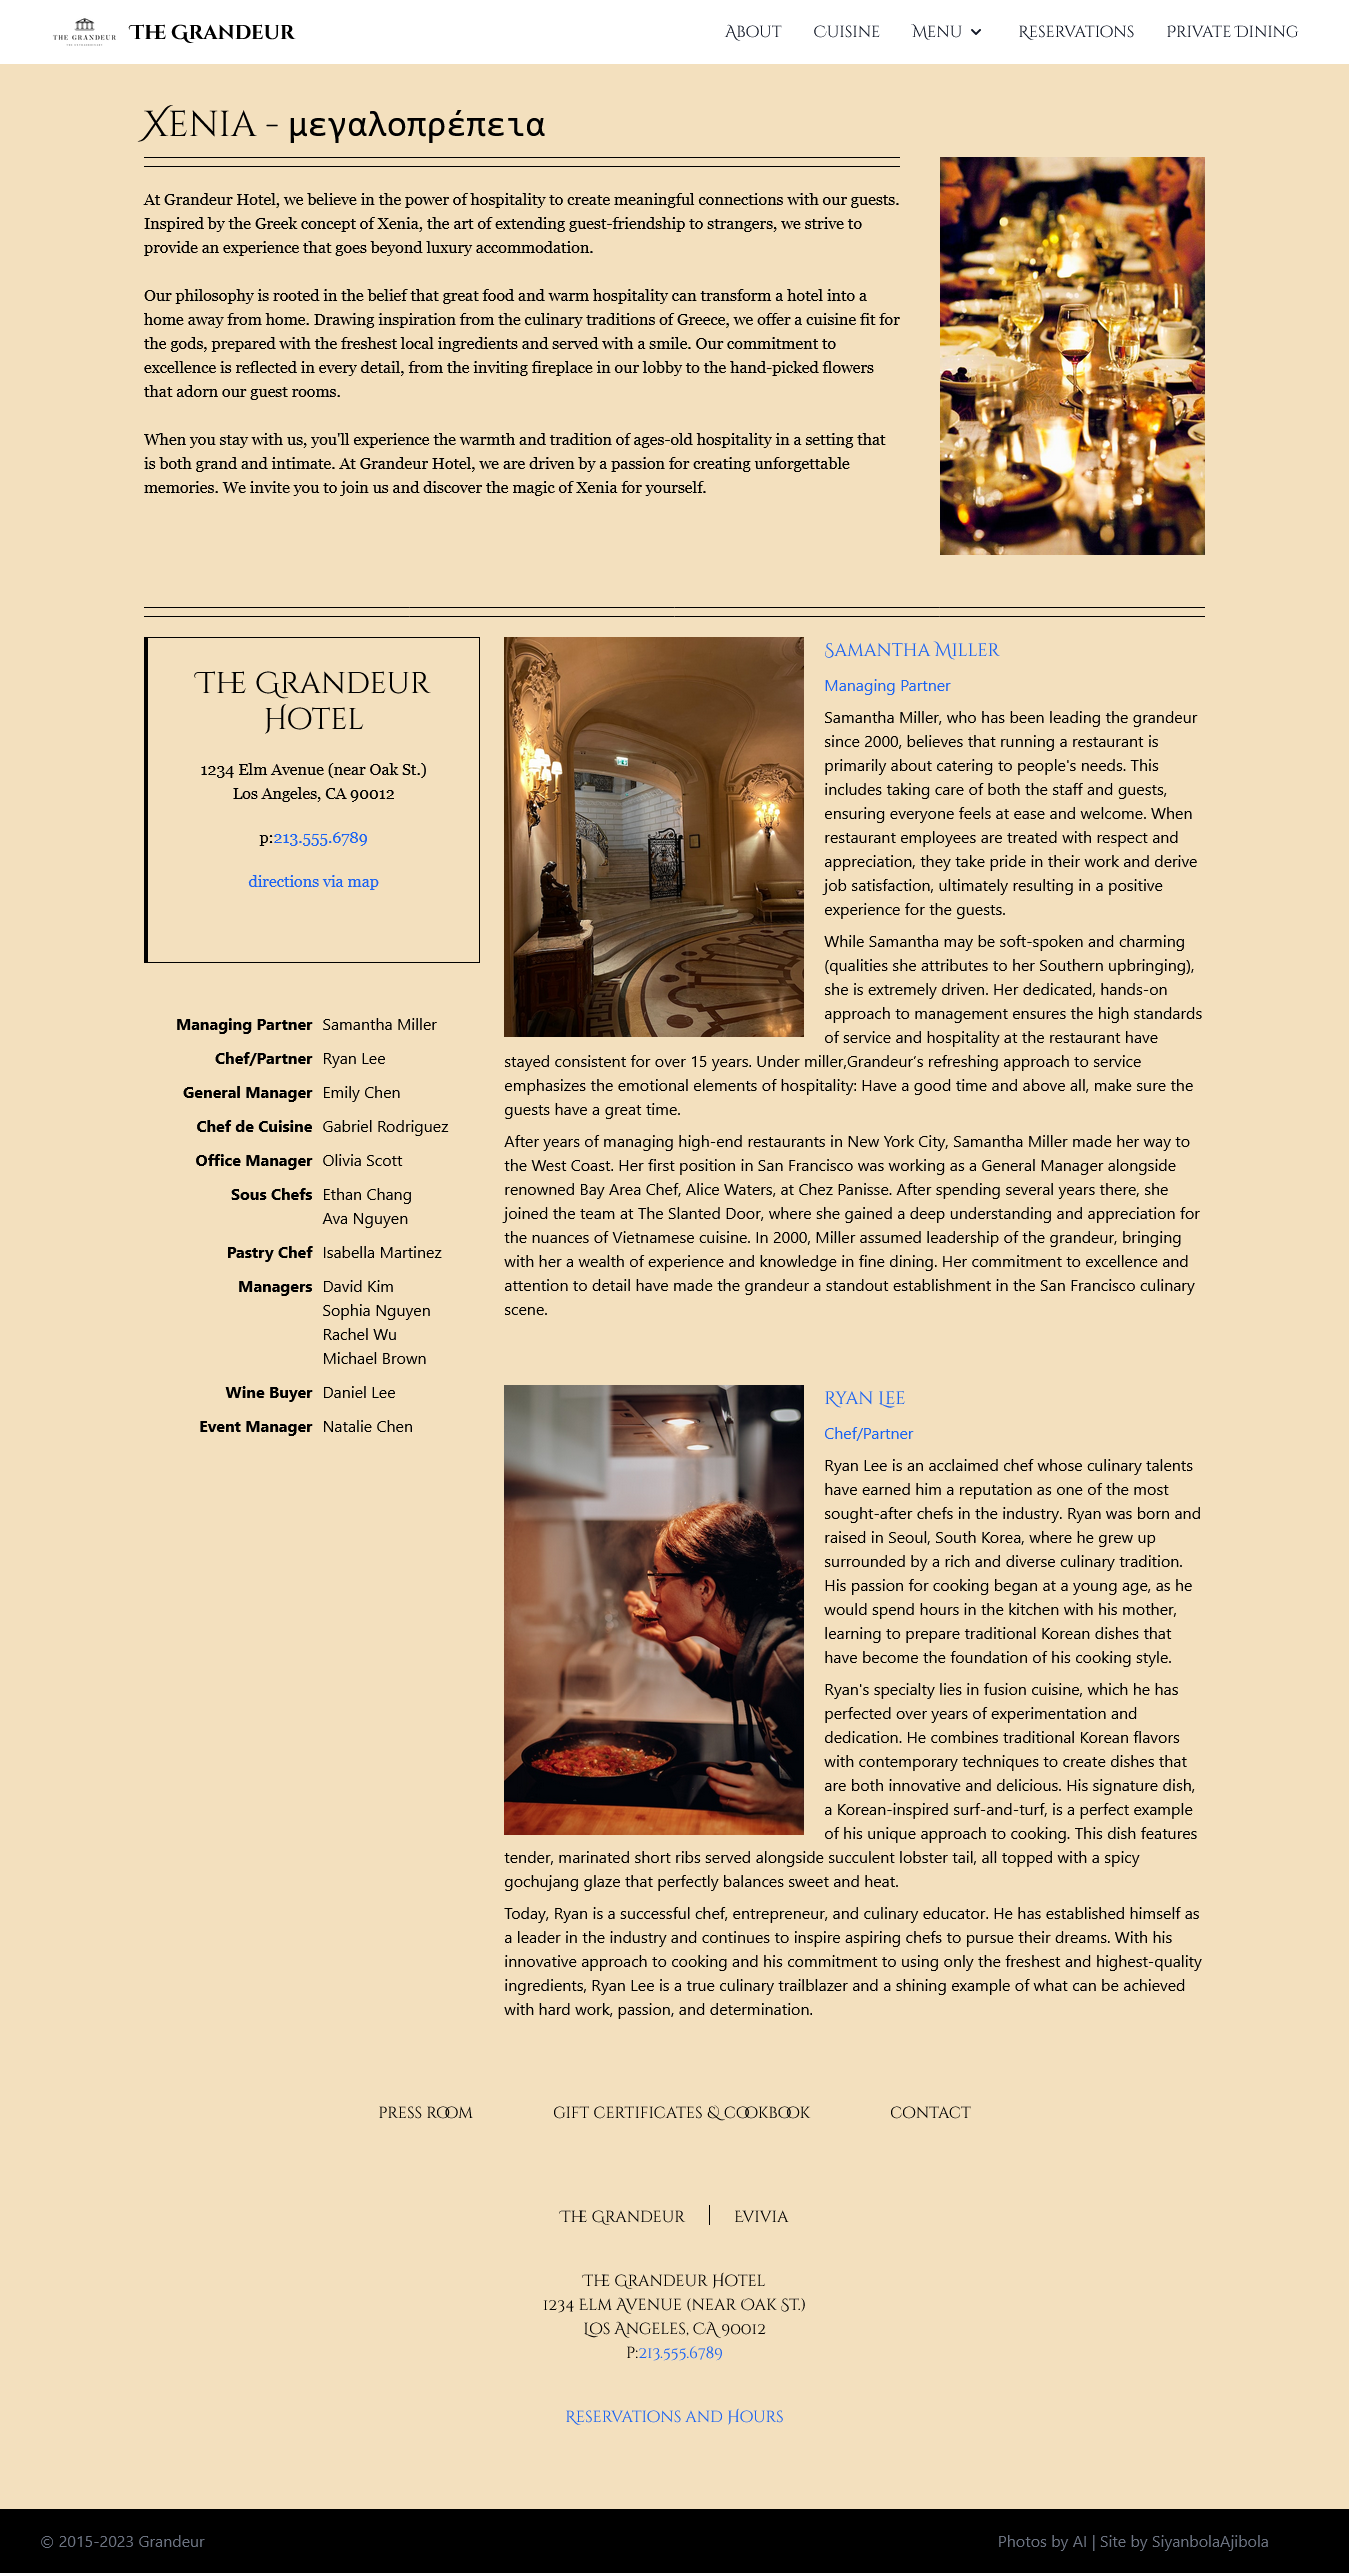 THE GRANDEUR
The Grandeur
About
Cuisine
Menu
Reservations
Private Dining
Xenia - μεγαλοπρέπεια
At Grandeur Hotel, we believe in the power of hospitality to create meaningful connections with our guests.
Inspired by the Greek concept of Xenia, the art of extending guest-friendship to strangers, we strive to
provide an experience that goes beyond luxury accommodation.
Our philosophy is rooted in the belief that great food and warm hospitality can transform a hotel into a
home away from home. Drawing inspiration from the culinary traditions of Greece, we offer a cuisine fit for
the gods, prepared with the freshest local ingredients and served with a smile. Our commitment to
excellence is reflected in every detail, from the inviting fireplace in our lobby to the hand-picked flowers
that adorn our guest rooms.
When you stay with us, you'll experience the warmth and tradition of ages-old hospitality in a setting that
is both grand and intimate. At Grandeur Hotel, we are driven by a passion for creating unforgettable
memories. We invite you to join us and discover the magic of Xenia for yourself.
The Grandeur
Hotel
1234 Elm Avenue (near Oak St.)
Los Angeles, CA 90012
p:213.555.6789
directions via map
Managing Partner Samantha Miller
Chef/Partner Ryan Lee
General Manager Emily Chen
Chef de Cuisine Gabriel Rodriguez
Office Manager Olivia Scott
Sous Chefs Ethan Chang
Ava Nguyen
Pastry Chef Isabella Martinez
Managers David Kim
Sophia Nguyen
Rachel Wu
Michael Brown
Wine Buyer Daniel Lee
Event Manager Natalie Chen
Samantha Miller
Managing Partner
Samantha Miller, who has been leading the grandeur
since 2000, believes that running a restaurant is
primarily about catering to people's needs. This
includes taking care of both the staff and guests,
ensuring everyone feels at ease and welcome. When
restaurant employees are treated with respect and
appreciation, they take pride in their work and derive
job satisfaction, ultimately resulting in a positive
experience for the guests.
While Samantha may be soft-spoken and charming
(qualities she attributes to her Southern upbringing),
she is extremely driven. Her dedicated, hands-on
approach to management ensures the high standards
of service and hospitality at the restaurant have
stayed consistent for over 15 years. Under miller,Grandeur’s refreshing approach to service
emphasizes the emotional elements of hospitality: Have a good time and above all, make sure the
guests have a great time.
After years of managing high-end restaurants in New York City, Samantha Miller made her way to
the West Coast. Her first position in San Francisco was working as a General Manager alongside
renowned Bay Area Chef, Alice Waters, at Chez Panisse. After spending several years there, she
joined the team at The Slanted Door, where she gained a deep understanding and appreciation for
the nuances of Vietnamese cuisine. In 2000, Miller assumed leadership of the grandeur, bringing
with her a wealth of experience and knowledge in fine dining. Her commitment to excellence and
attention to detail have made the grandeur a standout establishment in the San Francisco culinary
scene.
Ryan Lee
Chef/Partner
Ryan Lee is an acclaimed chef whose culinary talents
have earned him a reputation as one of the most
sought-after chefs in the industry. Ryan was born and
raised in Seoul, South Korea, where he grew up
surrounded by a rich and diverse culinary tradition.
His passion for cooking began at a young age, as he
would spend hours in the kitchen with his mother,
learning to prepare traditional Korean dishes that
have become the foundation of his cooking style.
Ryan's specialty lies in fusion cuisine, which he has
perfected over years of experimentation and
dedication. He combines traditional Korean flavors
with contemporary techniques to create dishes that
are both innovative and delicious. His signature dish,
a Korean-inspired surf-and-turf, is a perfect example
of his unique approach to cooking. This dish features
tender, marinated short ribs served alongside succulent lobster tail, all topped with a spicy
gochujang glaze that perfectly balances sweet and heat.
Today, Ryan is a successful chef, entrepreneur, and culinary educator. He has established himself as
a leader in the industry and continues to inspire aspiring chefs to pursue their dreams. With his
innovative approach to cooking and his commitment to using only the freshest and highest-quality
ingredients, Ryan Lee is a true culinary trailblazer and a shining example of what can be achieved
with hard work, passion, and determination.
press room
gift certificates & cookbook
contact
The Grandeur
Evivia
The Grandeur Hotel
1234 Elm Avenue (near Oak St.)
Los Angeles, CA 90012
p:213.555.6789
Reservations and Hours
© 2015-2023 Grandeur
Photos by AI | Site by SiyanbolaAjibola